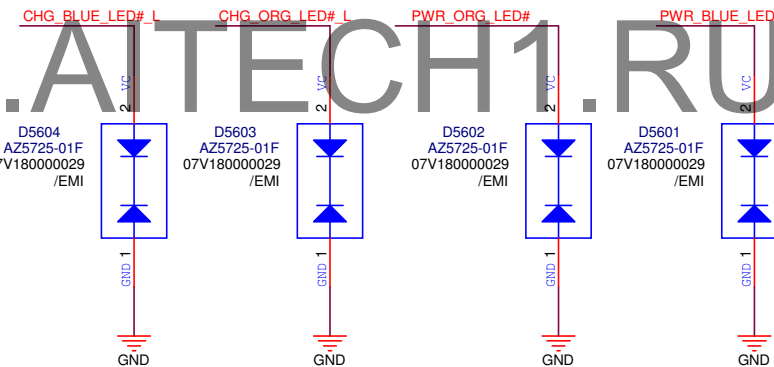 CHG_BLUE_LED#_L
CHG_ORG_LED#_L
PWR_ORG_LED#
PWR_BLUE_LED
.AITECH1.RU
VC
VC
VC
VC
2
2
2
2
D5604
AZ5725-01F
07V180000029
/EMI
D5603
AZ5725-01F
07V180000029
/EMI
D5602
AZ5725-01F
07V180000029
/EMI
D5601
AZ5725-01F
07V180000029
/EMI
1
1
1
1
GND
GND
GND
GND
GND
GND
GND
GND